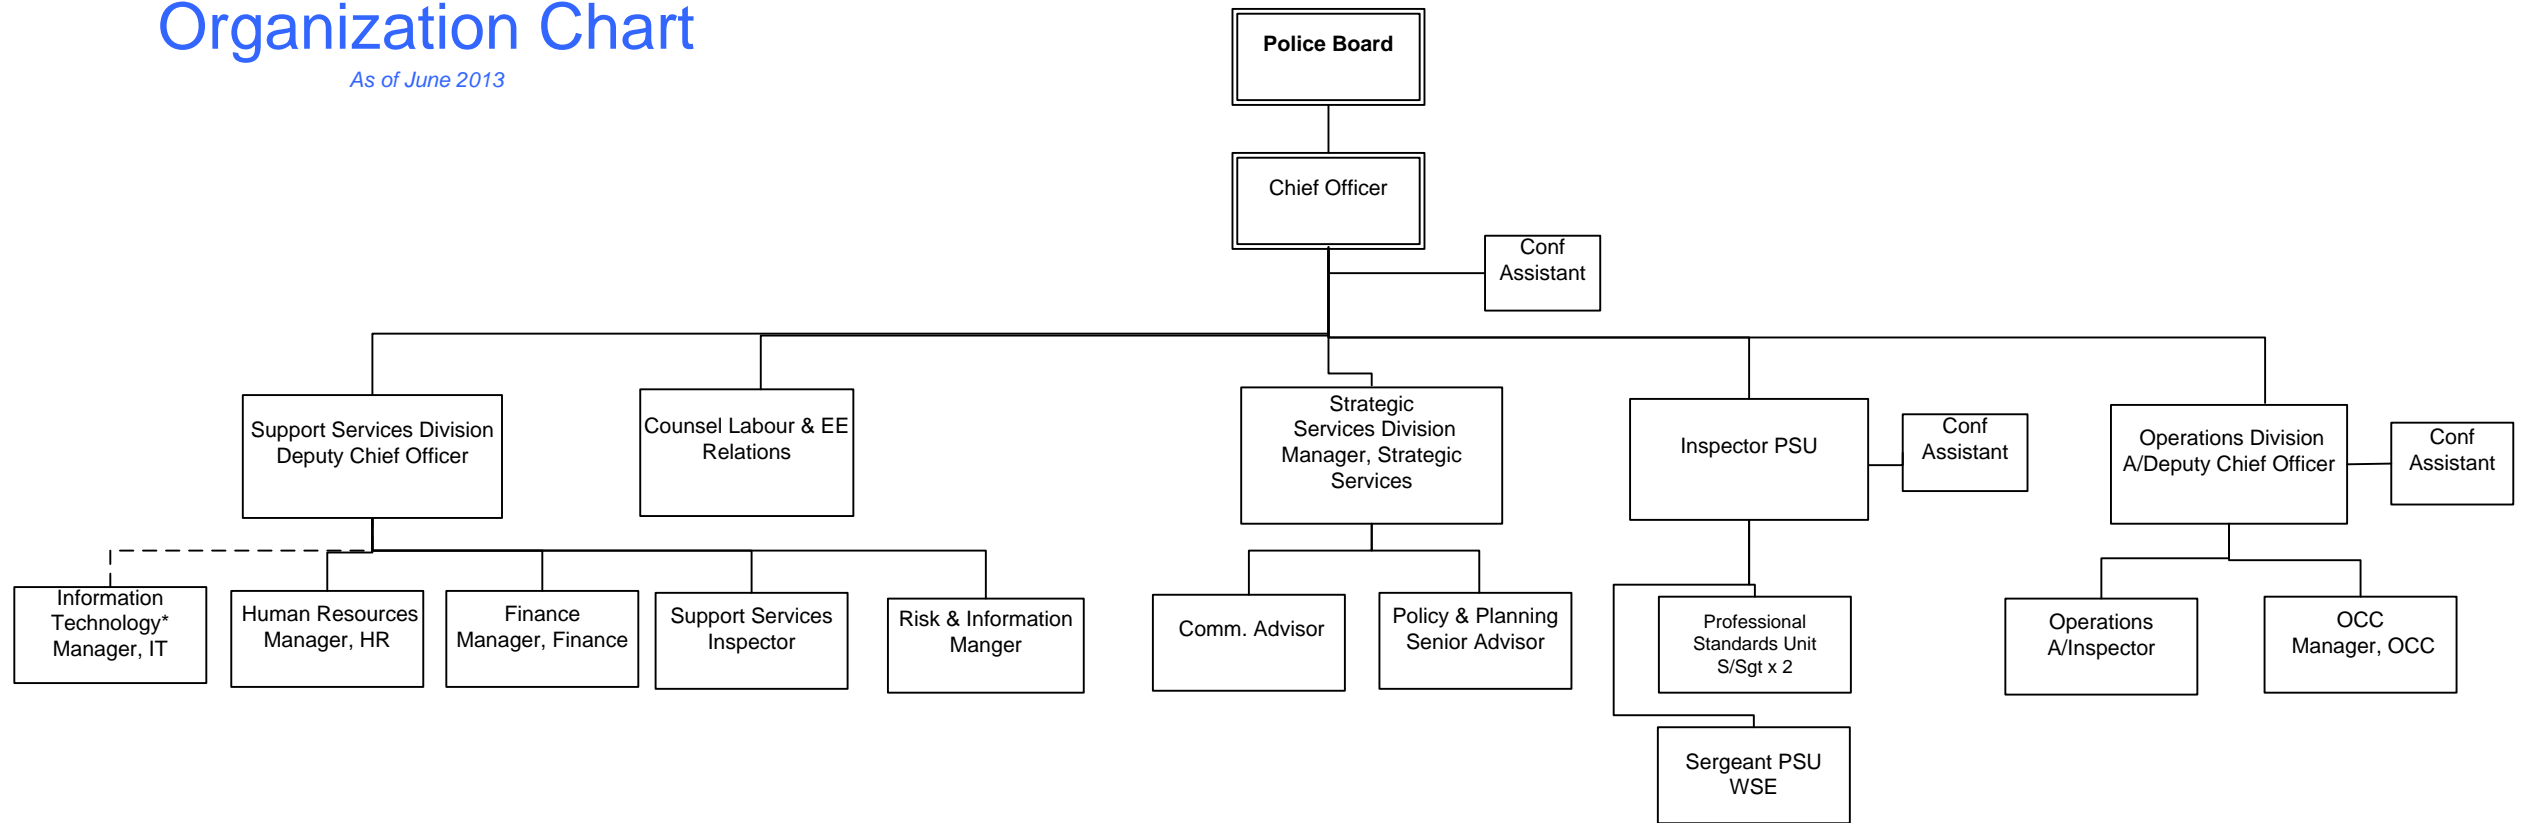 Organization Chart
As of June 2013
Police Board
Chief Officer
Conf
Assistant
Support Services Division
Deputy Chief Officer
Counsel Labour & EE
Relations
Strategic
Services Division
Manager, Strategic
Services
Inspector PSU
Conf
Assistant
Operations Division
A/Deputy Chief Officer
Conf
Assistant
Information
Technology*
Manager, IT
Human Resources
Manager, HR
Finance
Manager, Finance
Support Services
Inspector
Risk & Information
Manger
Comm. Advisor
Policy & Planning
Senior Advisor
Professional
Standards Unit
S/Sgt x 2
Operations
A/Inspector
OCC
Manager, OCC
Sergeant PSU
WSE